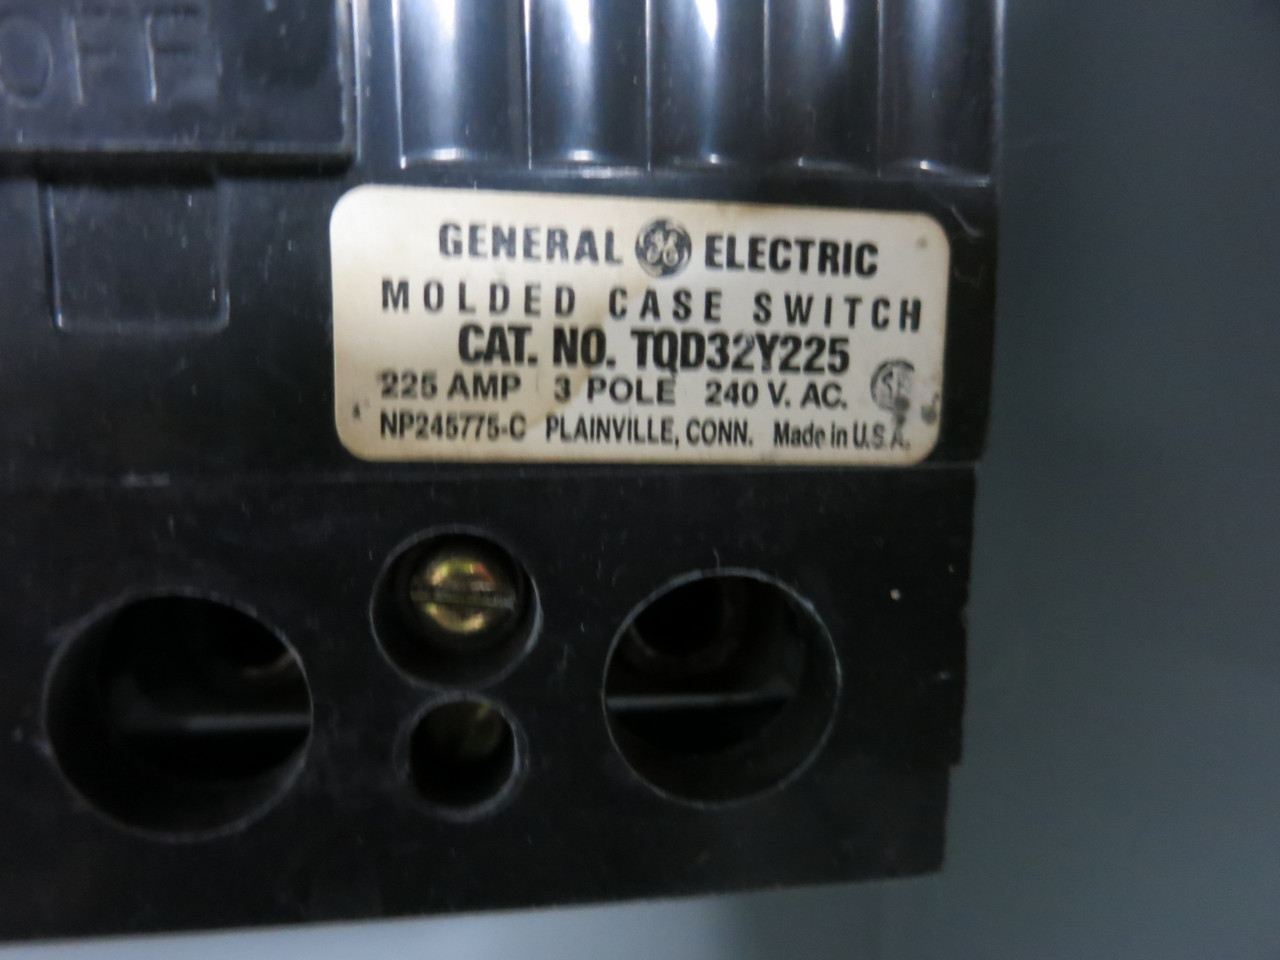 OFF
GENERAL GE ELECTRIC
MOLDED CASE SWITCH
CAT. NO. TQD32Y225
225 AMP 3 POLE 240 V. AC.
NP245775-C PLAINVILLE, CONN. Made in U.S.A.